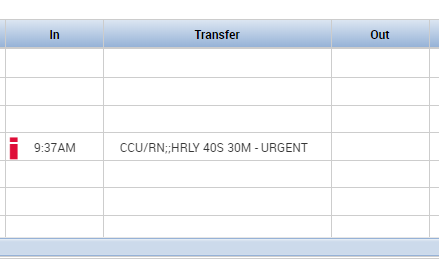 In Transfer Out
9:37AM CCU/RN;;HRLY 40S 30M - URGENT